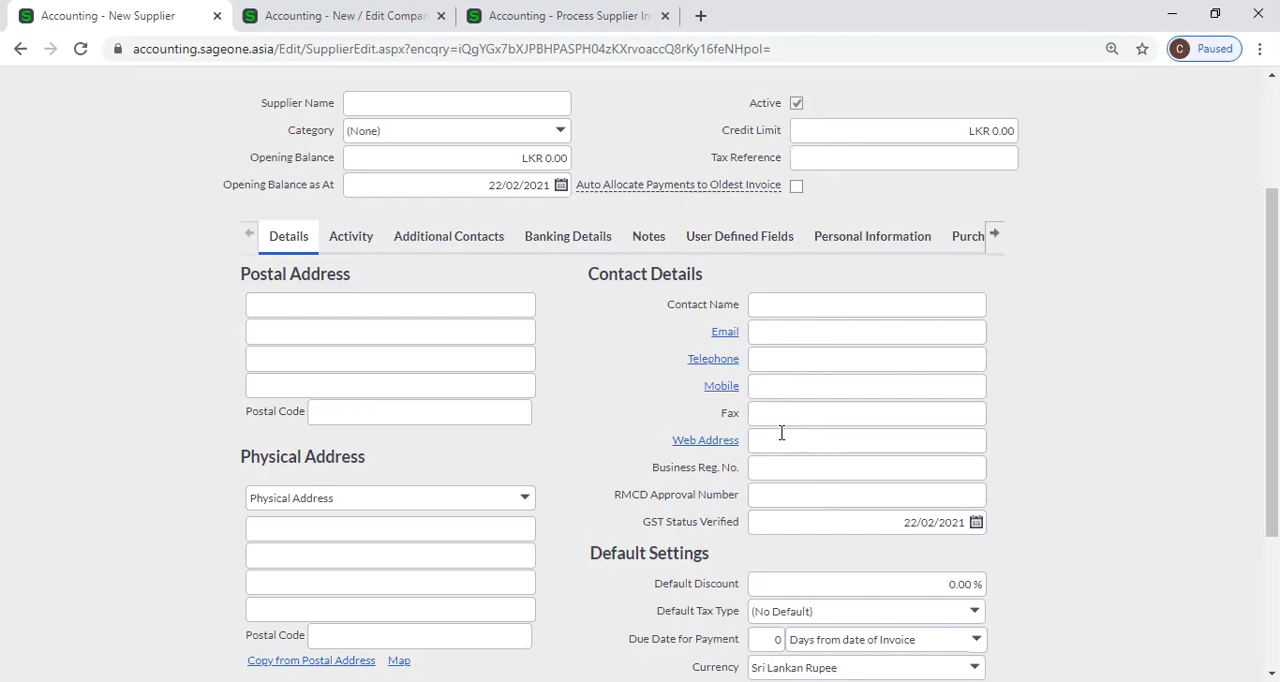 Accounting - New Supplier
Accounting - New / Edit Compan
Accounting - Process Supplier In
accounting.sageone.asia/Edit/SupplierEdit.aspx?encqry=iQgYGx7bXJPBHPASPH04zKXrvoaccQ8rKy16feNHpoI=
C Paused
Supplier Name
Active
Category (None)
Credit Limit LKR 0.00
Opening Balance LKR 0.00
Tax Reference
Opening Balance as At 22/02/2021
Auto Allocate Payments to Oldest Invoice
Details Activity Additional Contacts Banking Details Notes User Defined Fields Personal Information Purch
Postal Address
Postal Code
Physical Address
Physical Address
Postal Code
Copy from Postal Address Map
Contact Details
Contact Name
Email
Telephone
Mobile
Fax
Web Address
Business Reg. No.
RMCD Approval Number
GST Status Verified 22/02/2021
Default Settings
Default Discount 0.00 %
Default Tax Type (No Default)
Due Date for Payment 0 Days from date of Invoice
Currency Sri Lankan Rupee